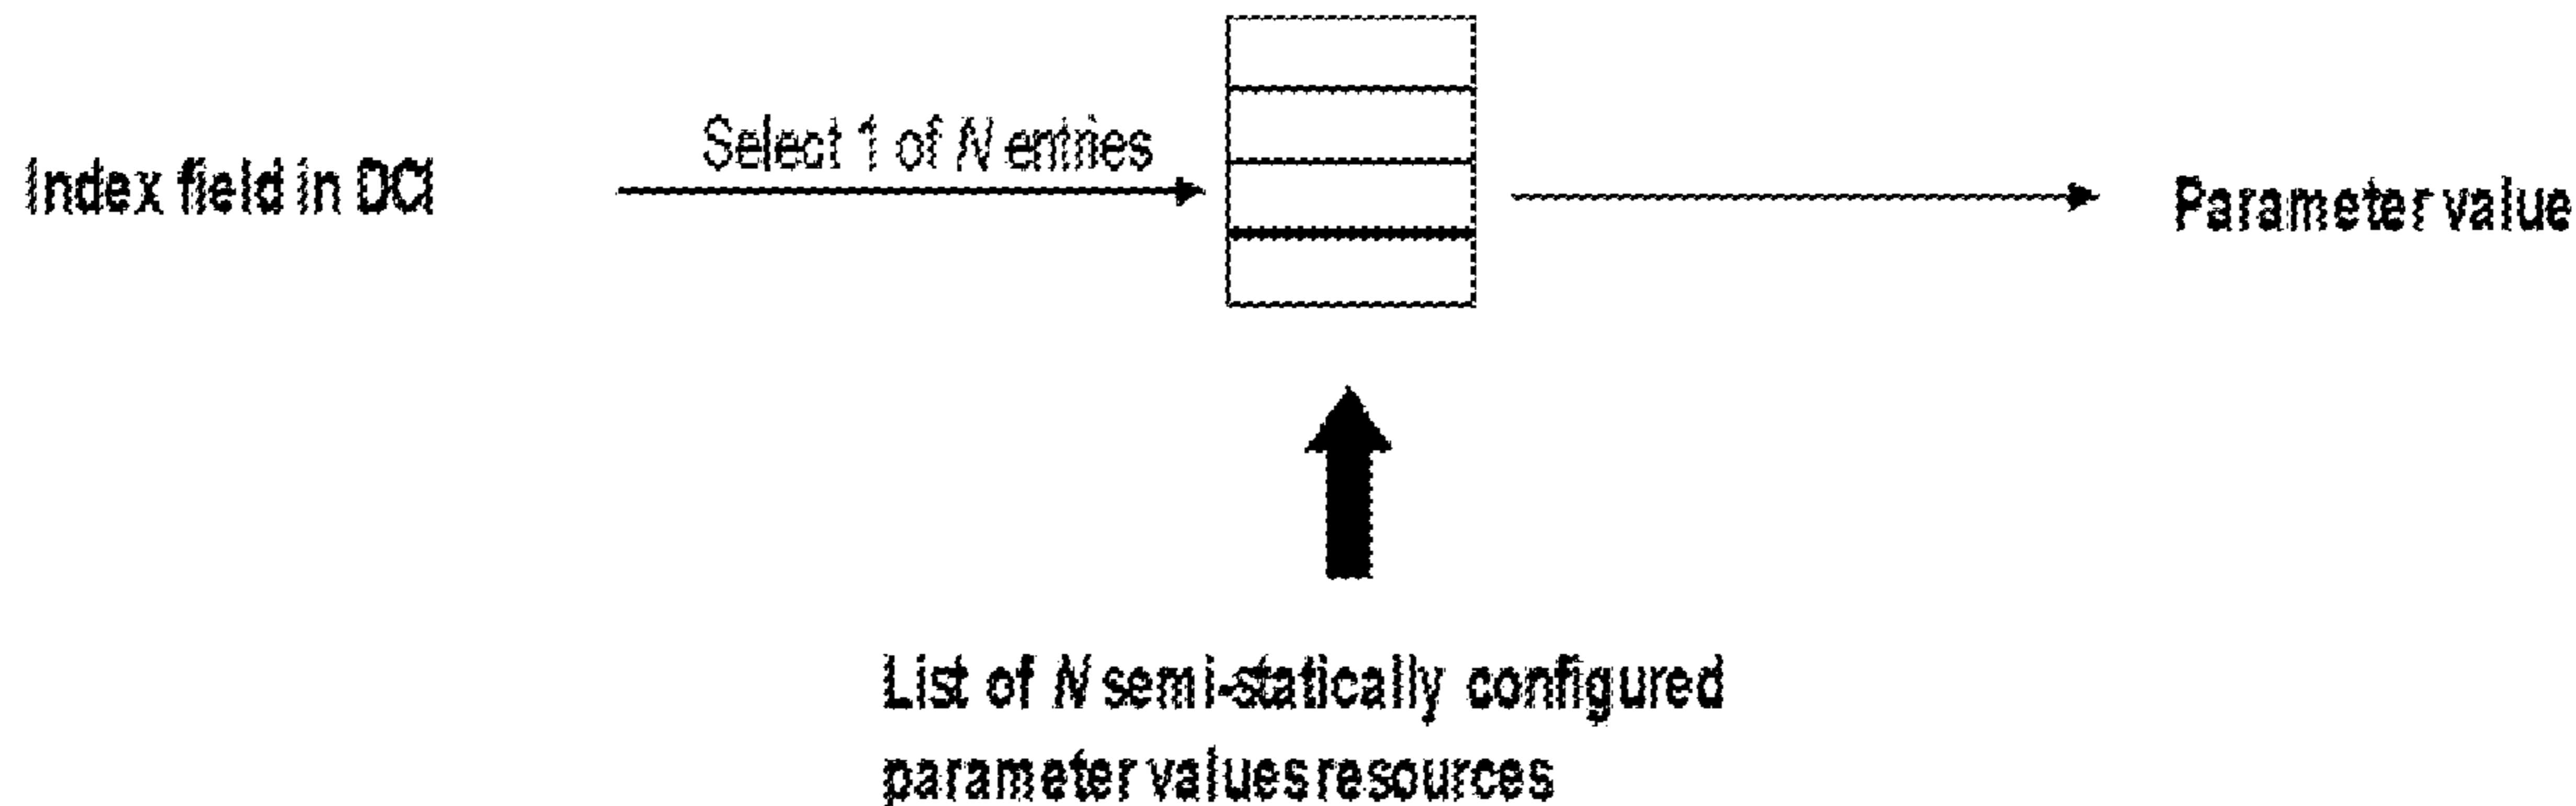 Select 1 of N entries
Index field in DCI
Parameter value
List of N semi-statically configured
parameter values resources